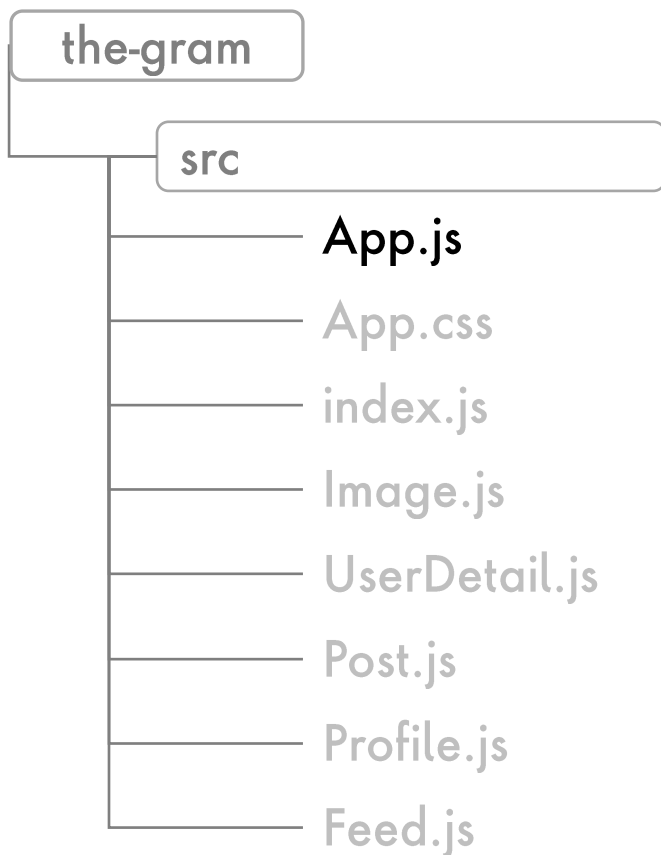 the-gram
src
App.js
App.css
index.js
Image.js
UserDetail.js
Post.js
Profile.js
Feed.js